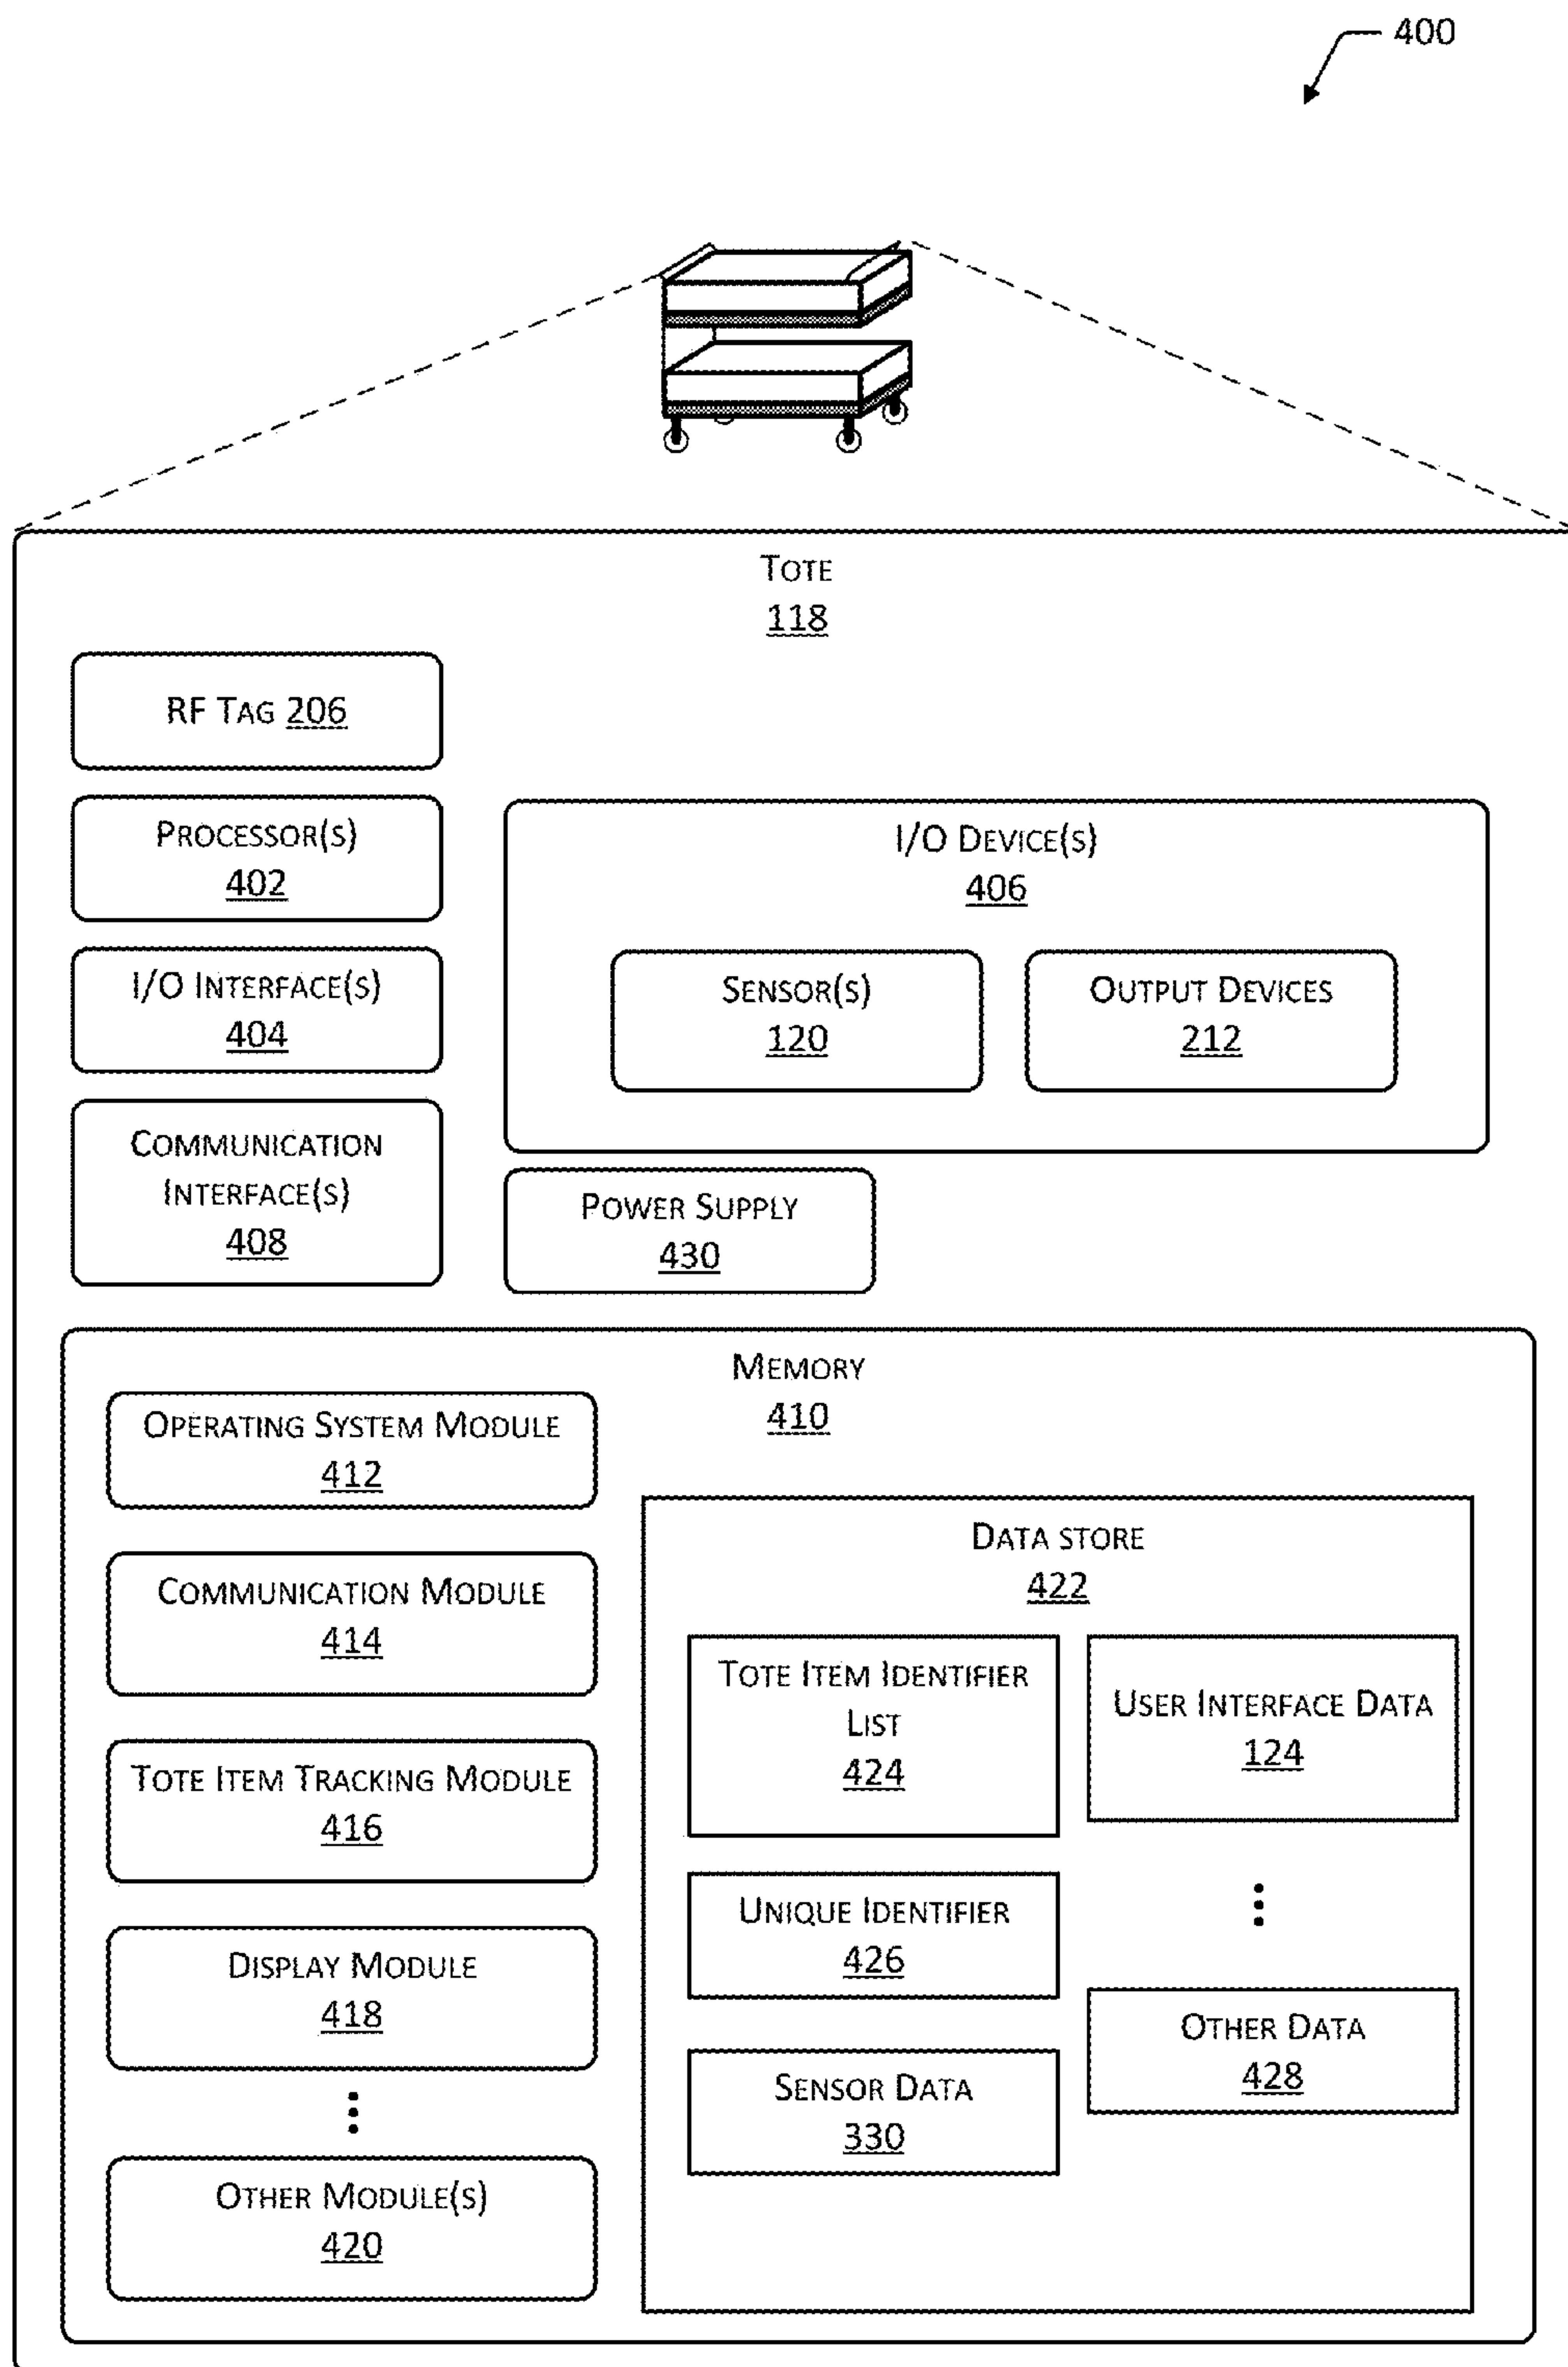 400
TOTE
118
RF TAG 206
PROCESSOR(S)
402
I/O INTERFACE(S)
404
COMMUNICATION
INTERFACE(S)
408
I/O DEVICE(S)
406
SENSOR(S)
120
OUTPUT DEVICES
212
POWER SUPPLY
430
MEMORY
410
OPERATING SYSTEM MODULE
412
COMMUNICATION MODULE
414
TOTE ITEM TRACKING MODULE
416
DISPLAY MODULE
418
OTHER MODULE(S)
420
DATA STORE
422
TOTE ITEM IDENTIFIER
LIST
424
UNIQUE IDENTIFIER
426
SENSOR DATA
330
USER INTERFACE DATA
124
OTHER DATA
428